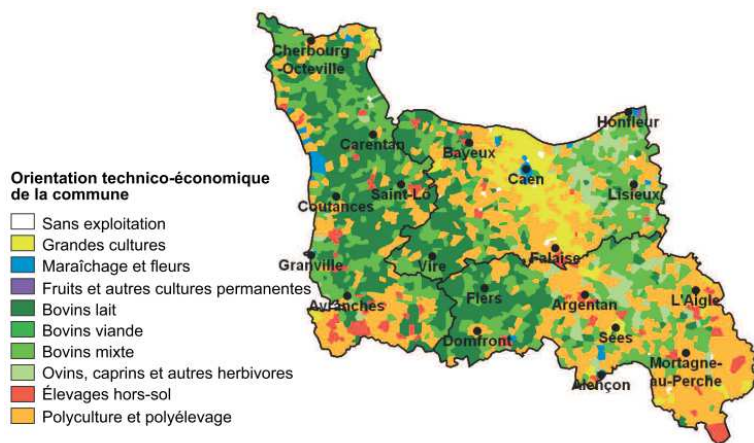 Cherbourg
-Octeville
Honfleur
Carentan
Bayeux
Caen
Saint-Lô
Lisieux
Coutances
Granville
Vire
Falaise
Avranches
Flers
Argentan
L'Aigle
Domfront
Sées
Mortagne-
au-Perche
Alençon
Orientation technico-économique
de la commune
Sans exploitation
Grandes cultures
Maraîchage et fleurs
Fruits et autres cultures permanentes
Bovins lait
Bovins viande
Bovins mixte
Ovins, caprins et autres herbivores
Élevages hors-sol
Polyculture et polyélevage